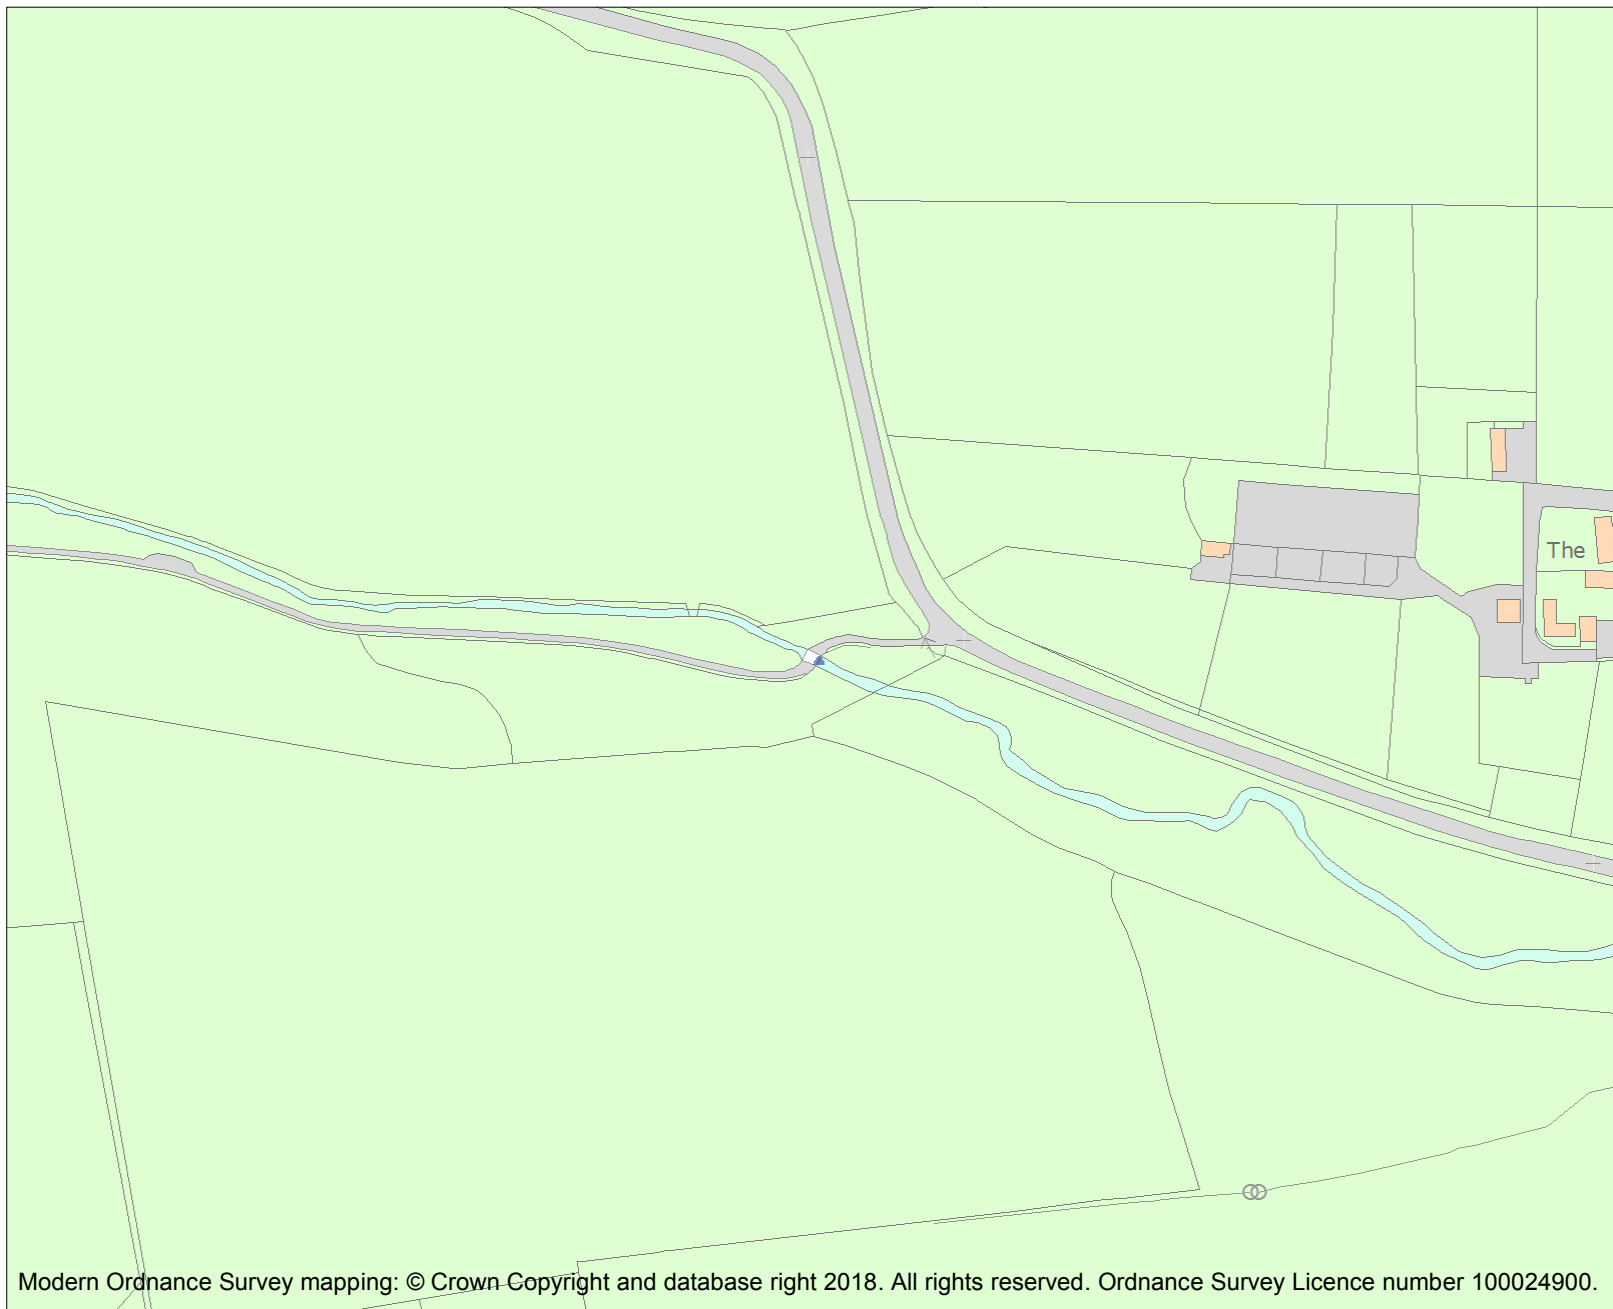 The
Modern Ordnance Survey mapping: © Crown Copyright and database right 2018. All rights reserved. Ordnance Survey Licence number 100024900.